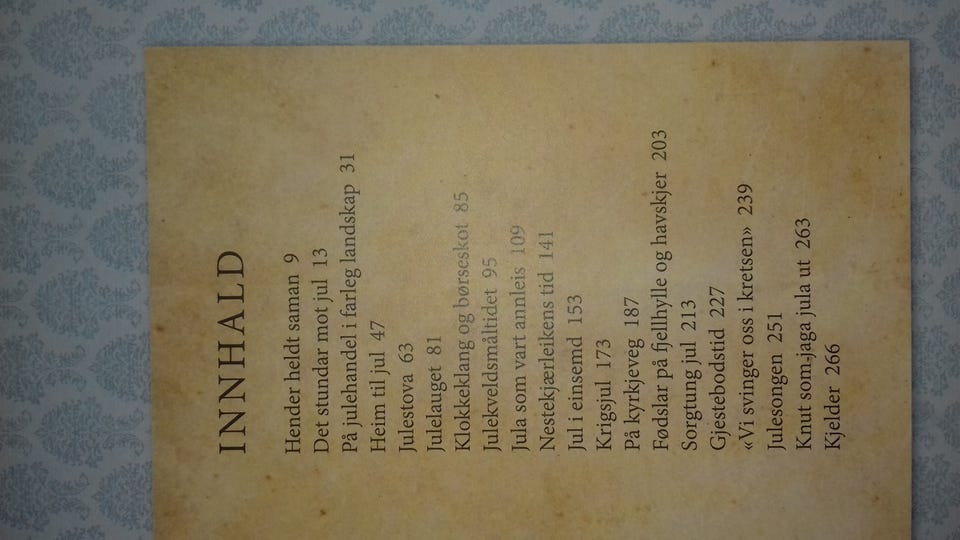 INNHALD
Hender heldt saman 9
Det stundar mot jul 13
På julehandel i farleg landskap 31
Heim til jul 47
Julestova 63
Julelauget 81
Klokkeklang og børseskot 85
Julekveldsmåltidet 95
Jula som vart annleis 109
Nestekjærleikens tid 141
Jul i einsemd 153
Krigsjul 173
På kyrkjeveg 187
Fødslar på fjellhylle og havskjer 203
Sorgtung jul 213
Gjestebodstid 227
«Vi svinger oss i kretsen» 239
Julesongen 251
Knut som jaga jula ut 263
Kjelder 266